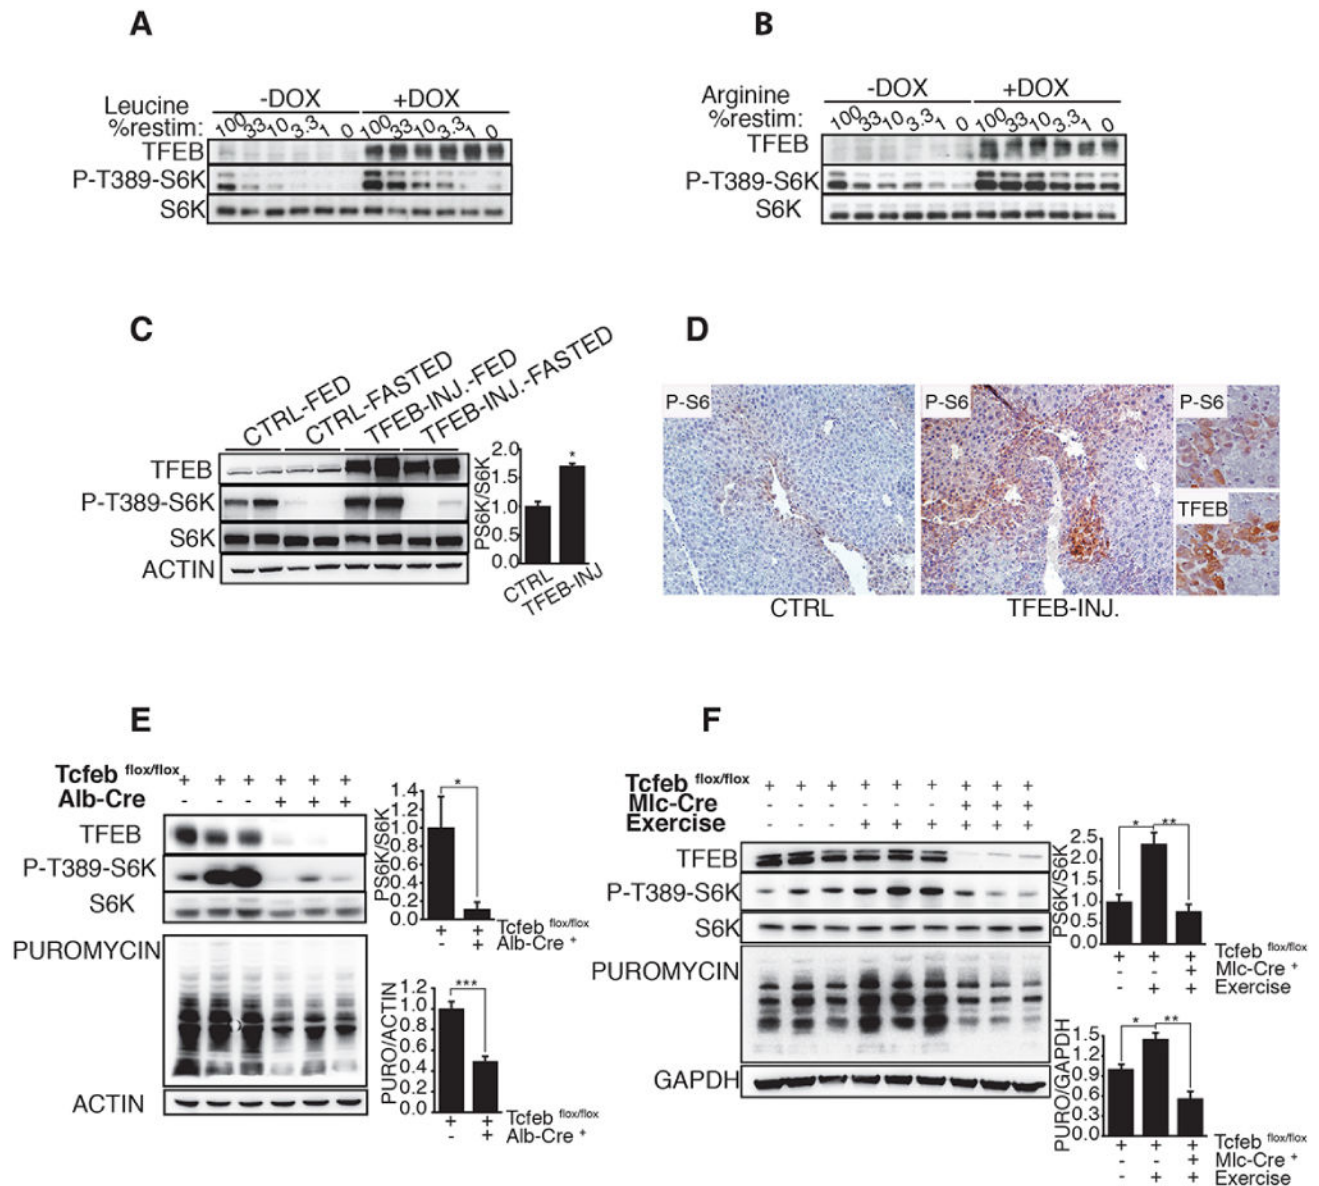 A
-DOX +DOX
Leucine
%restim: 100 33 10 3.3 1 0 100 33 10 3.3 1 0
TFEB
P-T389-S6K
S6K
B
-DOX +DOX
Arginine
%restim: 100 33 10 3.3 1 0 100 33 10 3.3 1 0
TFEB
P-T389-S6K
S6K
C
CTRL-FED
CTRL-FASTED
TFEB-INJ.-FED
TFEB-INJ.-FASTED
TFEB
P-T389-S6K
S6K
ACTIN
PS6K/S6K
2.0
1.5
1.0
0.5
0.0
*
CTRL
TFEB-INJ
D
P-S6
P-S6
P-S6
TFEB
CTRL
TFEB-INJ.
E
Tcfeb flox/flox + + + + + +
Alb-Cre - - - + + +
TFEB
P-T389-S6K
S6K
PUROMYCIN
ACTIN
PS6K/S6K
1.4
1.2
1.0
0.8
0.6
0.4
0.2
0.0
*
+ + Tcfeb flox/flox
- + Alb-Cre +
PURO/ACTIN
1.2
1.0
0.8
0.6
0.4
0.2
0.0
***
+ + Tcfeb flox/flox
- + Alb-Cre +
F
Tcfeb flox/flox + + + + + + + + +
Mlc-Cre - - - - - - + + +
Exercise - - - + + + + + +
TFEB
P-T389-S6K
S6K
PUROMYCIN
GAPDH
PS6K/S6K
2.5
2.0
1.5
1.0
0.5
0.0
* **
+ + + Tcfeb flox/flox
- - + Mlc-Cre +
- + + Exercise
PURO/GAPDH
1.5
1.2
0.9
0.6
0.3
0.0
* **
+ + + Tcfeb flox/flox
- - + Mlc-Cre +
- + + Exercise